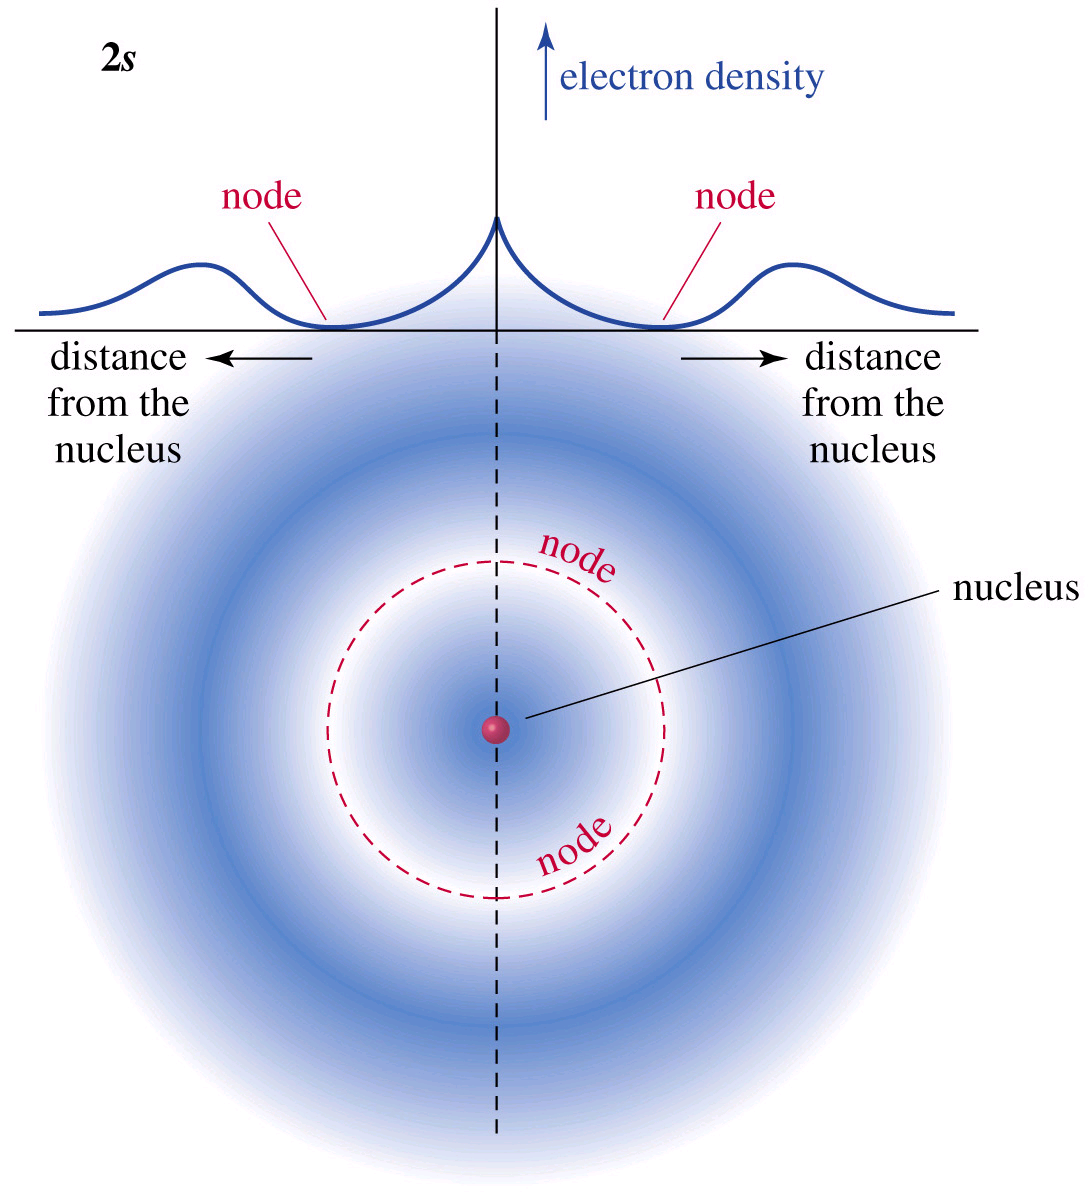 2s
electron density
node
node
distance
from the
nucleus
distance
from the
nucleus
node
nucleus
node